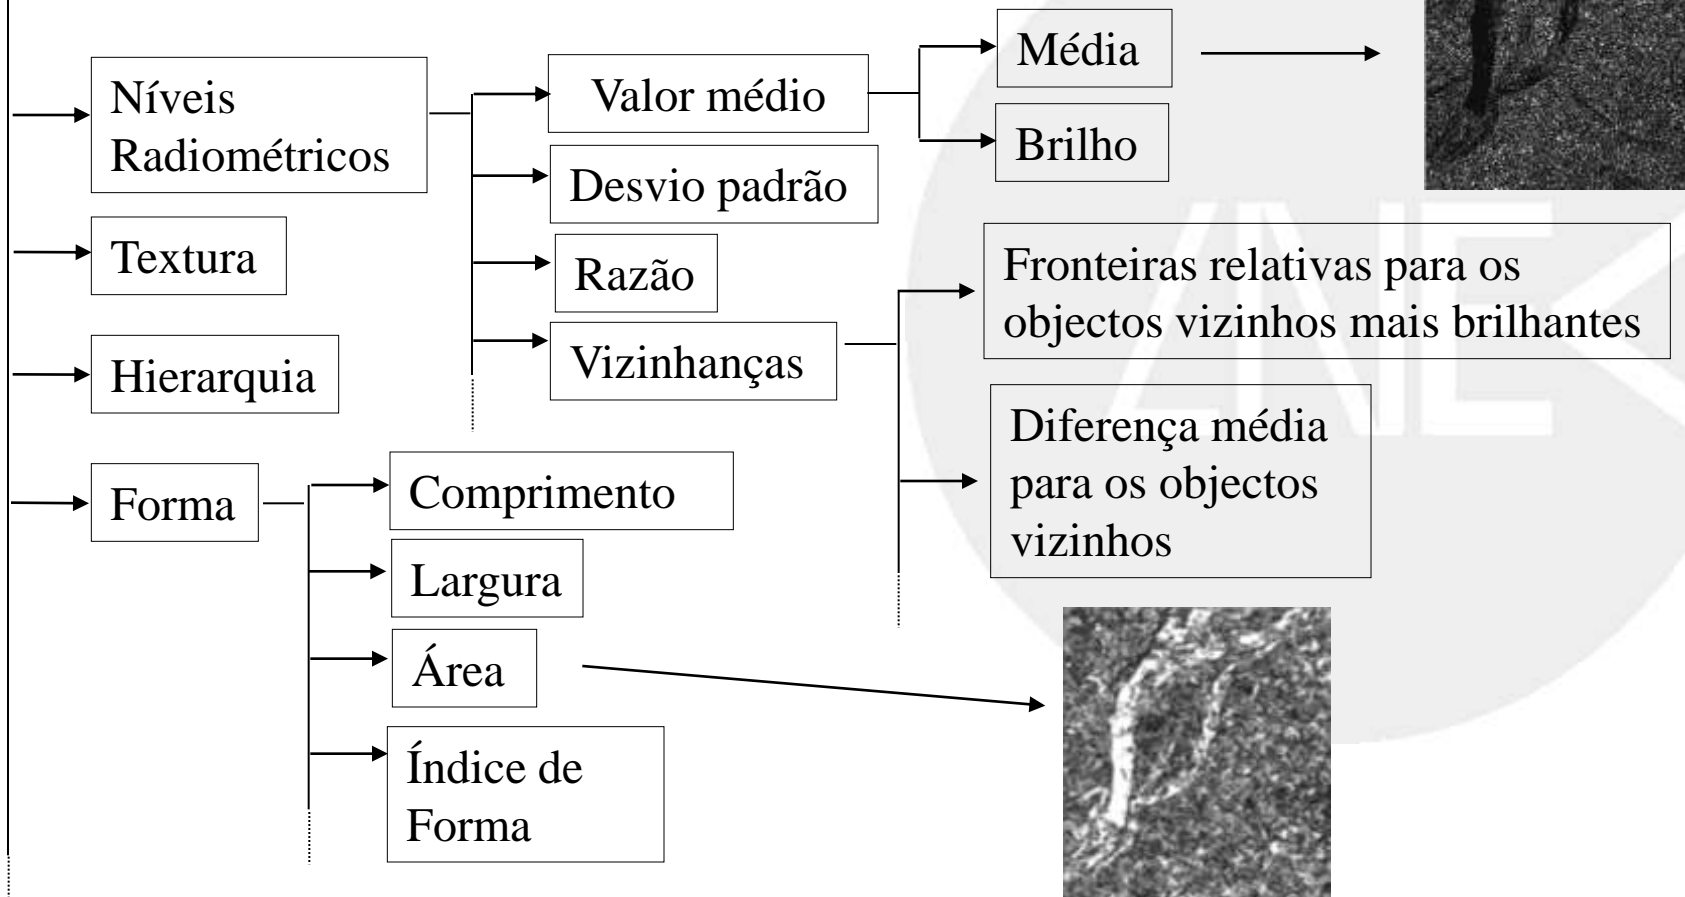 Níveis
Radiométricos
Textura
Hierarquia
Forma
Valor médio
Desvio padrão
Razão
Vizinhanças
Média
Brilho
Fronteiras relativas para os
objectos vizinhos mais brilhantes
Diferença média
para os objectos
vizinhos
Comprimento
Largura
Área
Índice de
Forma